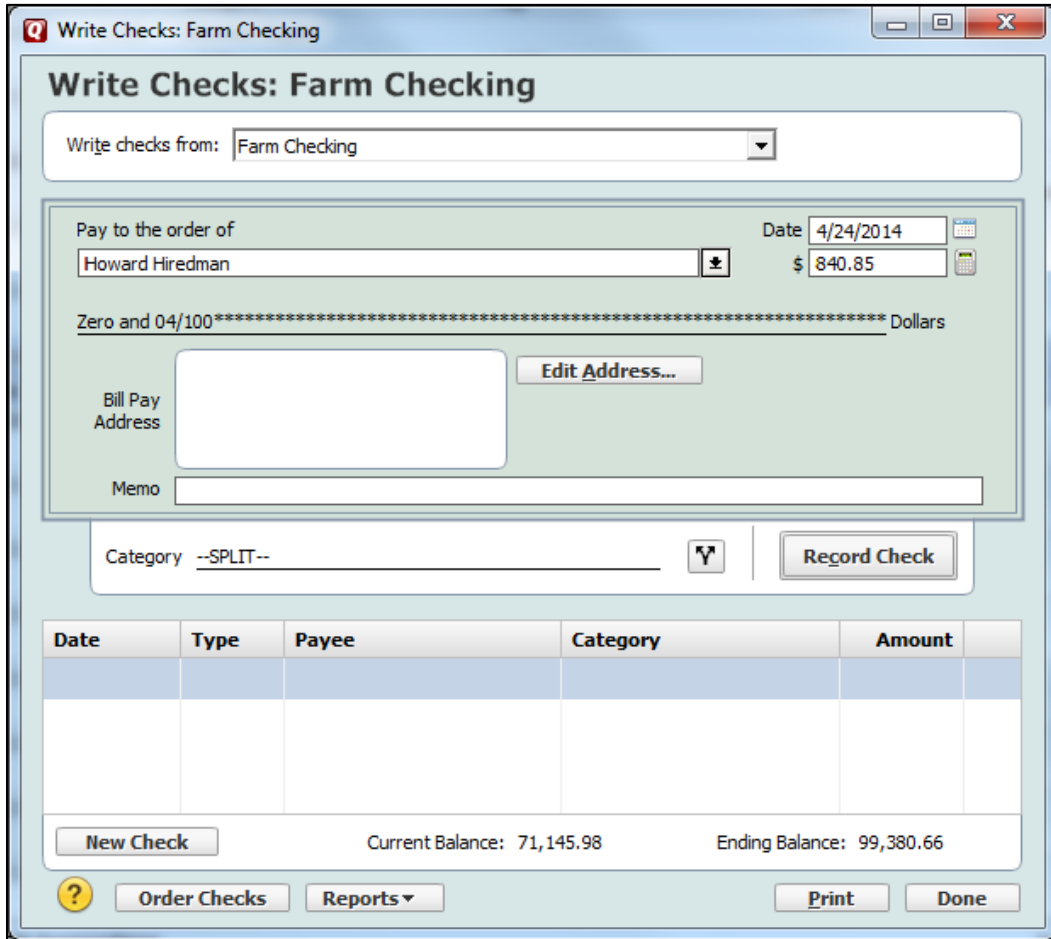 Write Checks: Farm Checking
Write Checks: Farm Checking
Write checks from: Farm Checking
Pay to the order of
Date 4/24/2014
Howard Hiredman
$ 840.85
Zero and 04/100****************************************************************** Dollars
Edit Address...
Bill Pay
Address
Memo
Category --SPLIT--
Record Check
Date Type Payee Category Amount
New Check Current Balance: 71,145.98 Ending Balance: 99,380.66
? Order Checks Reports Print Done